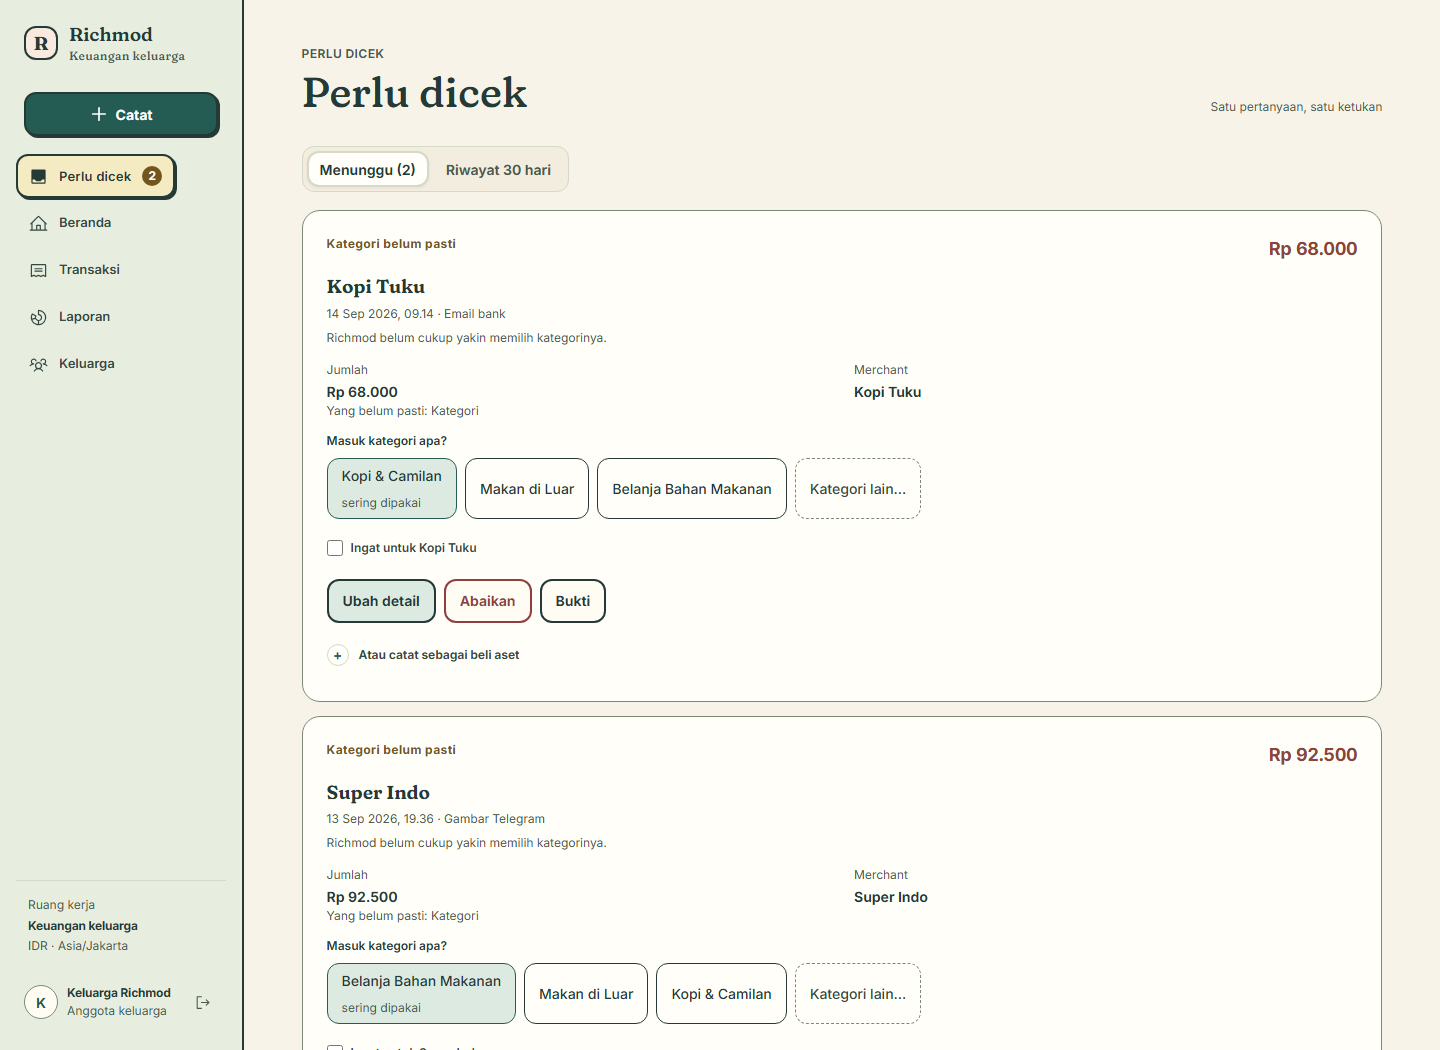 R
Richmod
Keuangan keluarga
Catat
Perlu dicek 2
Beranda
Transaksi
Laporan
Keluarga
Ruang kerja
Keuangan keluarga
IDR · Asia/Jakarta
K
Keluarga Richmod
Anggota keluarga
PERLU DICEK
Perlu dicek
Satu pertanyaan, satu ketukan
Menunggu (2)
Riwayat 30 hari
Kategori belum pasti
Rp 68.000
Kopi Tuku
14 Sep 2026, 09.14 · Email bank
Richmod belum cukup yakin memilih kategorinya.
Jumlah
Rp 68.000
Merchant
Kopi Tuku
Yang belum pasti: Kategori
Masuk kategori apa?
Kopi & Camilan
sering dipakai
Makan di Luar
Belanja Bahan Makanan
Kategori lain...
Ingat untuk Kopi Tuku
Ubah detail
Abaikan
Bukti
+ Atau catat sebagai beli aset
Kategori belum pasti
Rp 92.500
Super Indo
13 Sep 2026, 19.36 · Gambar Telegram
Richmod belum cukup yakin memilih kategorinya.
Jumlah
Rp 92.500
Merchant
Super Indo
Yang belum pasti: Kategori
Masuk kategori apa?
Belanja Bahan Makanan
sering dipakai
Makan di Luar
Kopi & Camilan
Kategori lain...